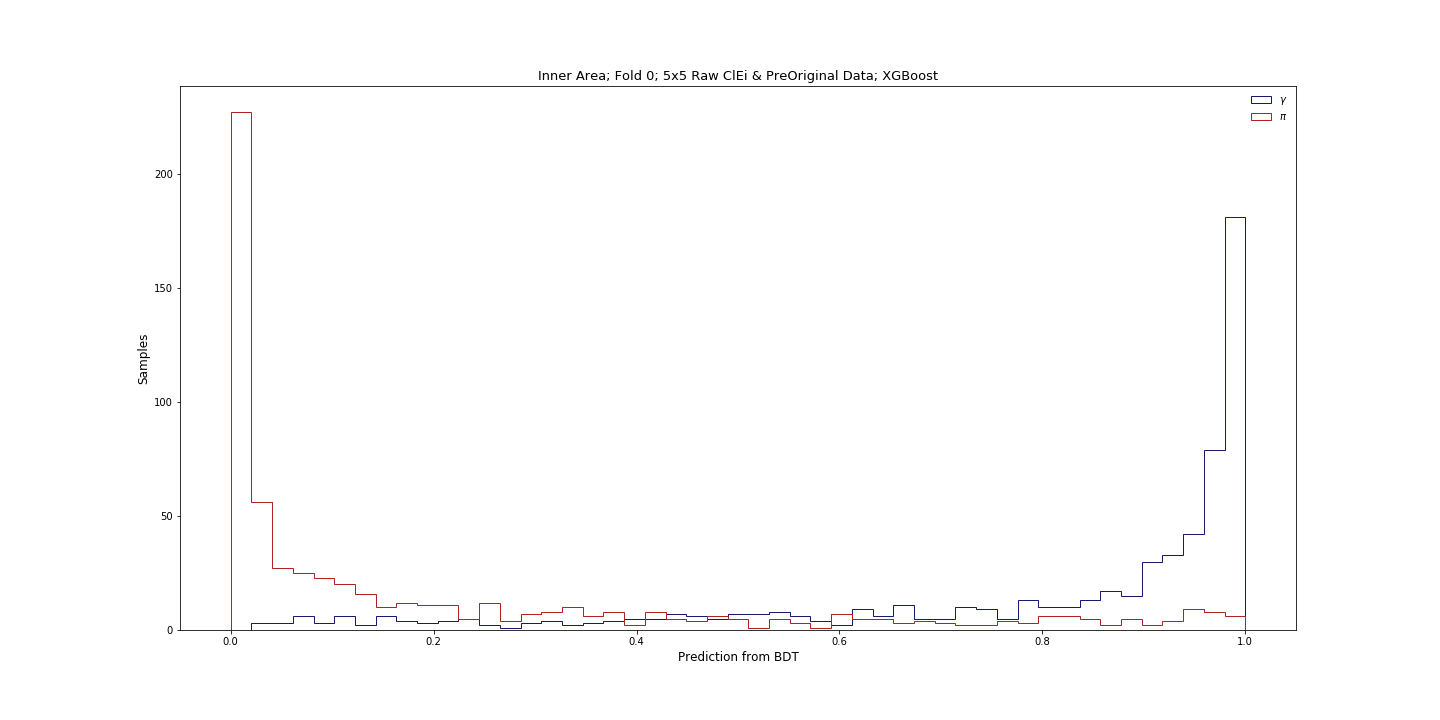 Inner Area; Fold 0; 5x5 Raw ClEi & PreOriginal Data; XGBoost
γ
π
200
150
100
50
0
Samples
0.0 0.2 0.4 0.6 0.8 1.0
Prediction from BDT